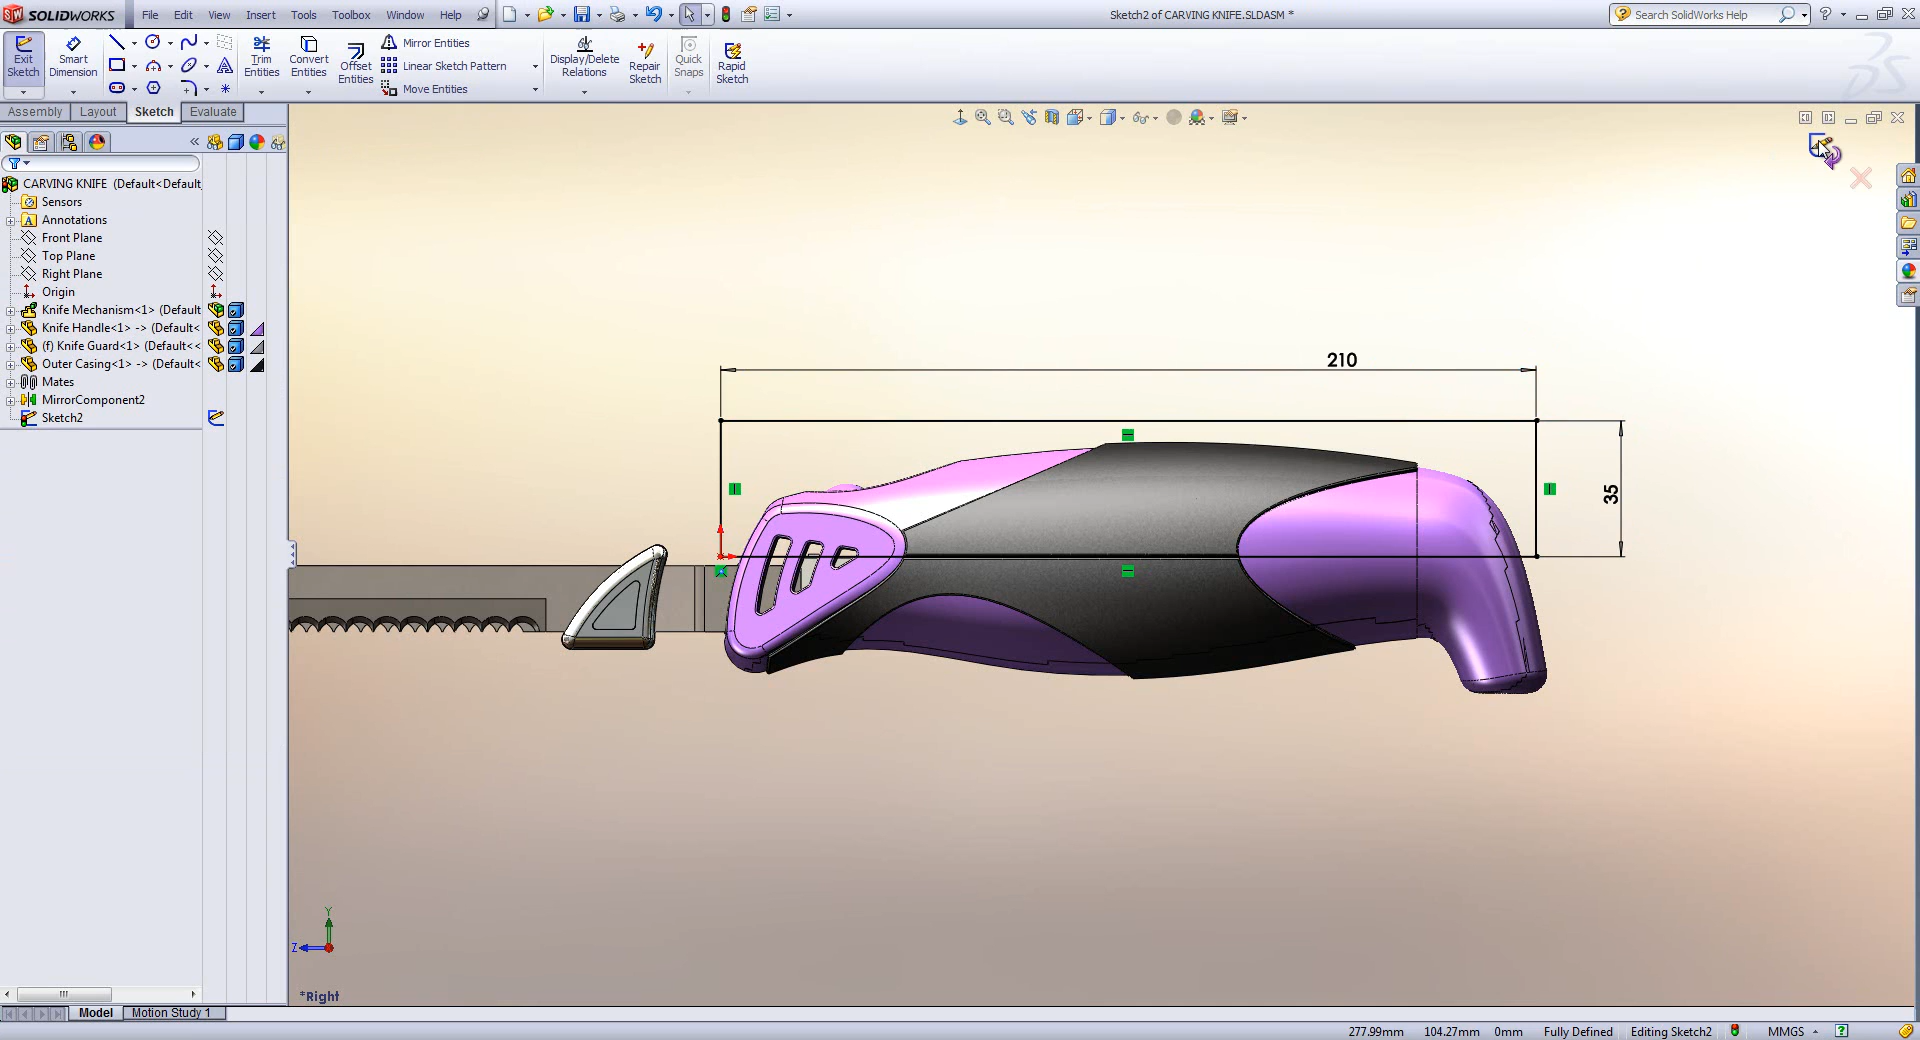 SOLIDWORKS File Edit View Insert Tools Toolbox Window Help
Sketch2 of CARVING KNIFE.SLDASM *
Search SolidWorks Help
Exit Sketch
Smart Dimension
Trim Entities
Convert Entities
Offset Entities
Mirror Entities
Linear Sketch Pattern
Move Entities
Display/Delete Relations
Repair Sketch
Quick Snaps
Rapid Sketch
Assembly Layout Sketch Evaluate
CARVING KNIFE (Default<Default
Sensors
Annotations
Front Plane
Top Plane
Right Plane
Origin
Knife Mechanism<1> (Default
Knife Handle<1> -> (Default<
(f) Knife Guard<1> (Default<<
Outer Casing<1> -> (Default<
Mates
MirrorComponent2
Sketch2
210
35
Y
Z
*Right
Model Motion Study 1
277.99mm 104.27mm 0mm Fully Defined Editing Sketch2 MMGS